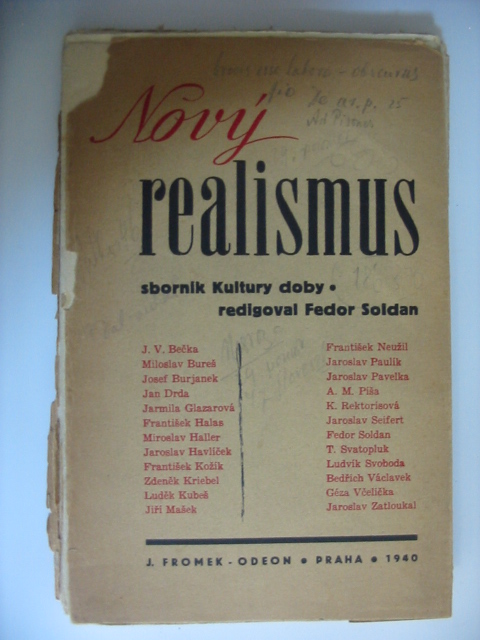 Nový
realismus
sborník Kultury doby •
redigoval Fedor Soldan
J. V. Bečka
Miloslav Bureš
Josef Burjanek
Jan Drda
Jarmila Glazarová
František Halas
Miroslav Haller
Jaroslav Havlíček
František Kožík
Zdeněk Kriebel
Luděk Kubeš
Jiří Mašek
František Neužil
Jaroslav Paulík
Jaroslav Pavelka
A. M. Píša
K. Rektorisová
Jaroslav Seifert
Fedor Soldan
T. Svatopluk
Ludvík Svoboda
Bedřich Václavek
Géza Včelička
Jaroslav Zatloukal
J. FROMEK - ODEON • PRAHA • 1940